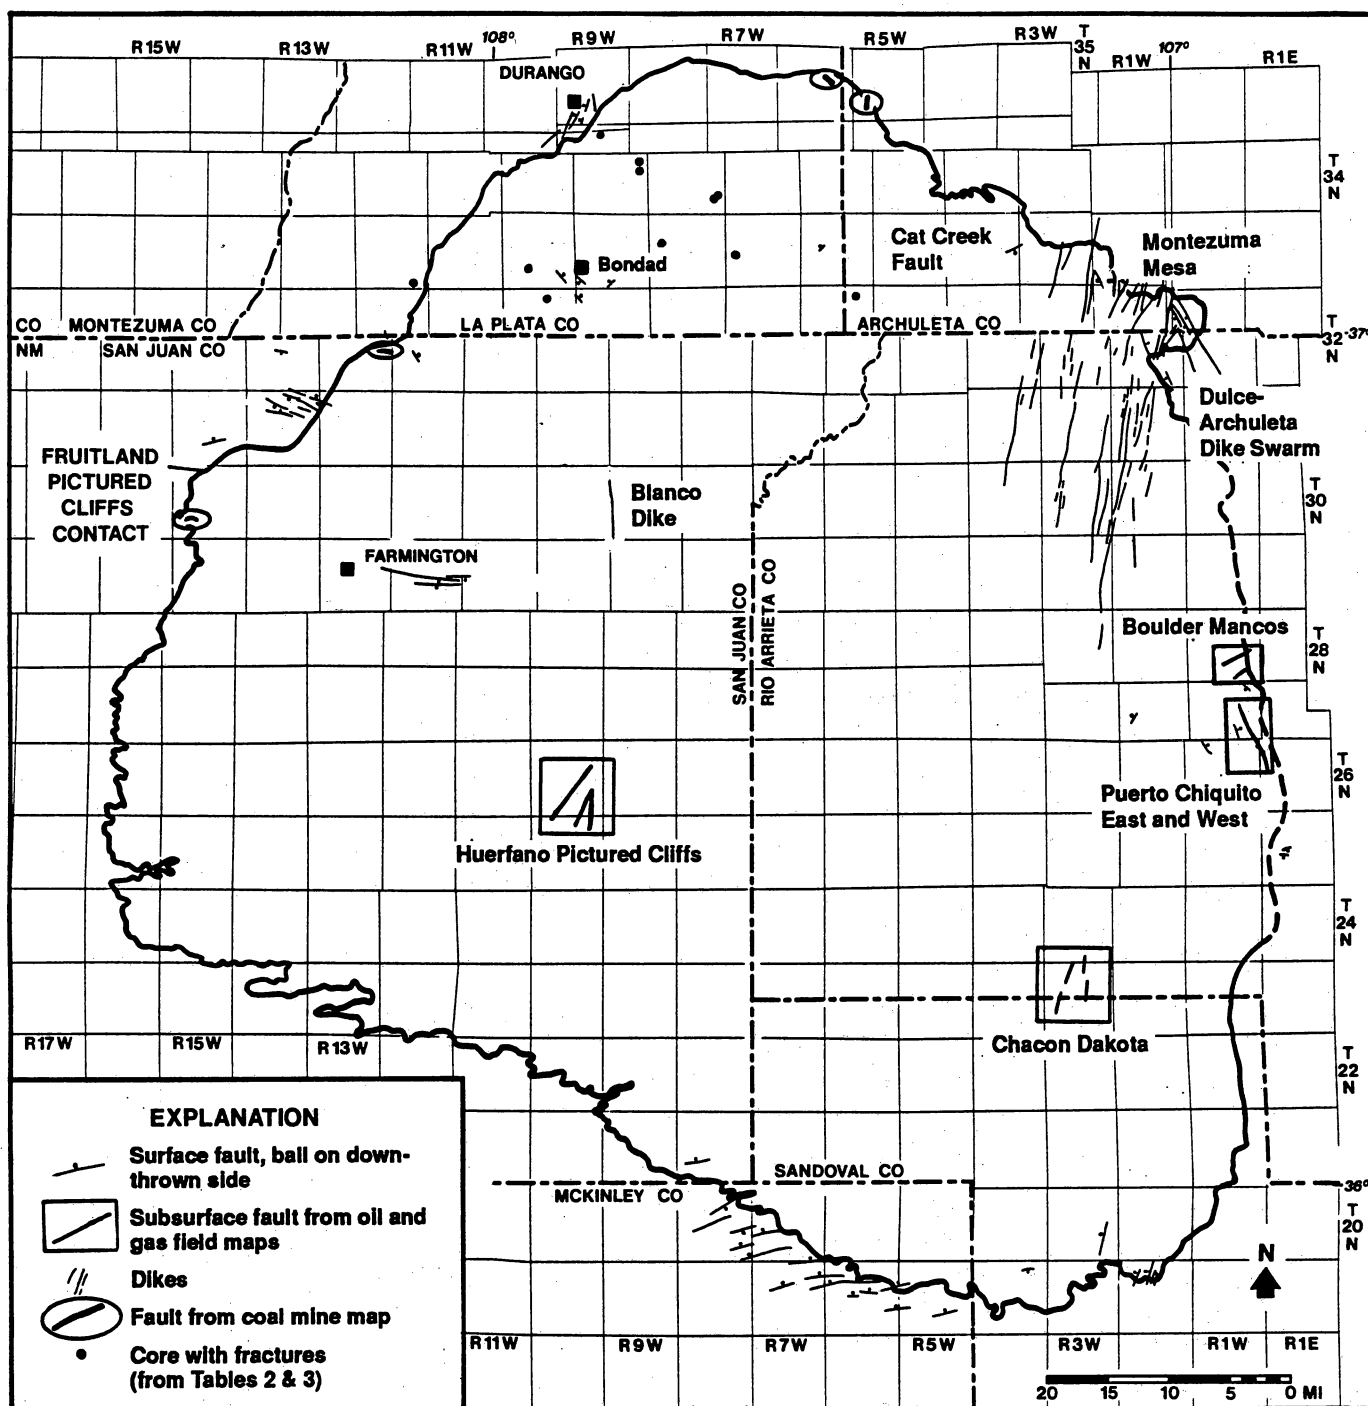 R15W
R13W
R11W
108°
R9W
R7W
R5W
R3W
T
35
N
R1W
107°
R1E
DURANGO
T
34
N
Cat Creek
Fault
Montezuma
Mesa
Bondad
CO
MONTEZUMA CO
LA PLATA CO
ARCHULETA CO
T
32
N
37°
NM
SAN JUAN CO
Dulce-
Archuleta
Dike Swarm
FRUITLAND
PICTURED
CLIFFS
CONTACT
Blanco
Dike
T
30
N
FARMINGTON
SAN JUAN CO
RIO ARRIETA CO
Boulder Mancos
T
28
N
T
26
N
Puerto Chiquito
East and West
Huerfano Pictured Cliffs
T
24
N
R17W
R15W
R13W
Chacon Dakota
T
22
N
EXPLANATION
Surface fault, ball on down-
thrown side
Subsurface fault from oil and
gas field maps
Dikes
Fault from coal mine map
Core with fractures
(from Tables 2 & 3)
SANDOVAL CO
MCKINLEY CO
36°
T
20
N
N
R11W
R9W
R7W
R5W
R3W
R1W
R1E
20 15 10 5 0 MI